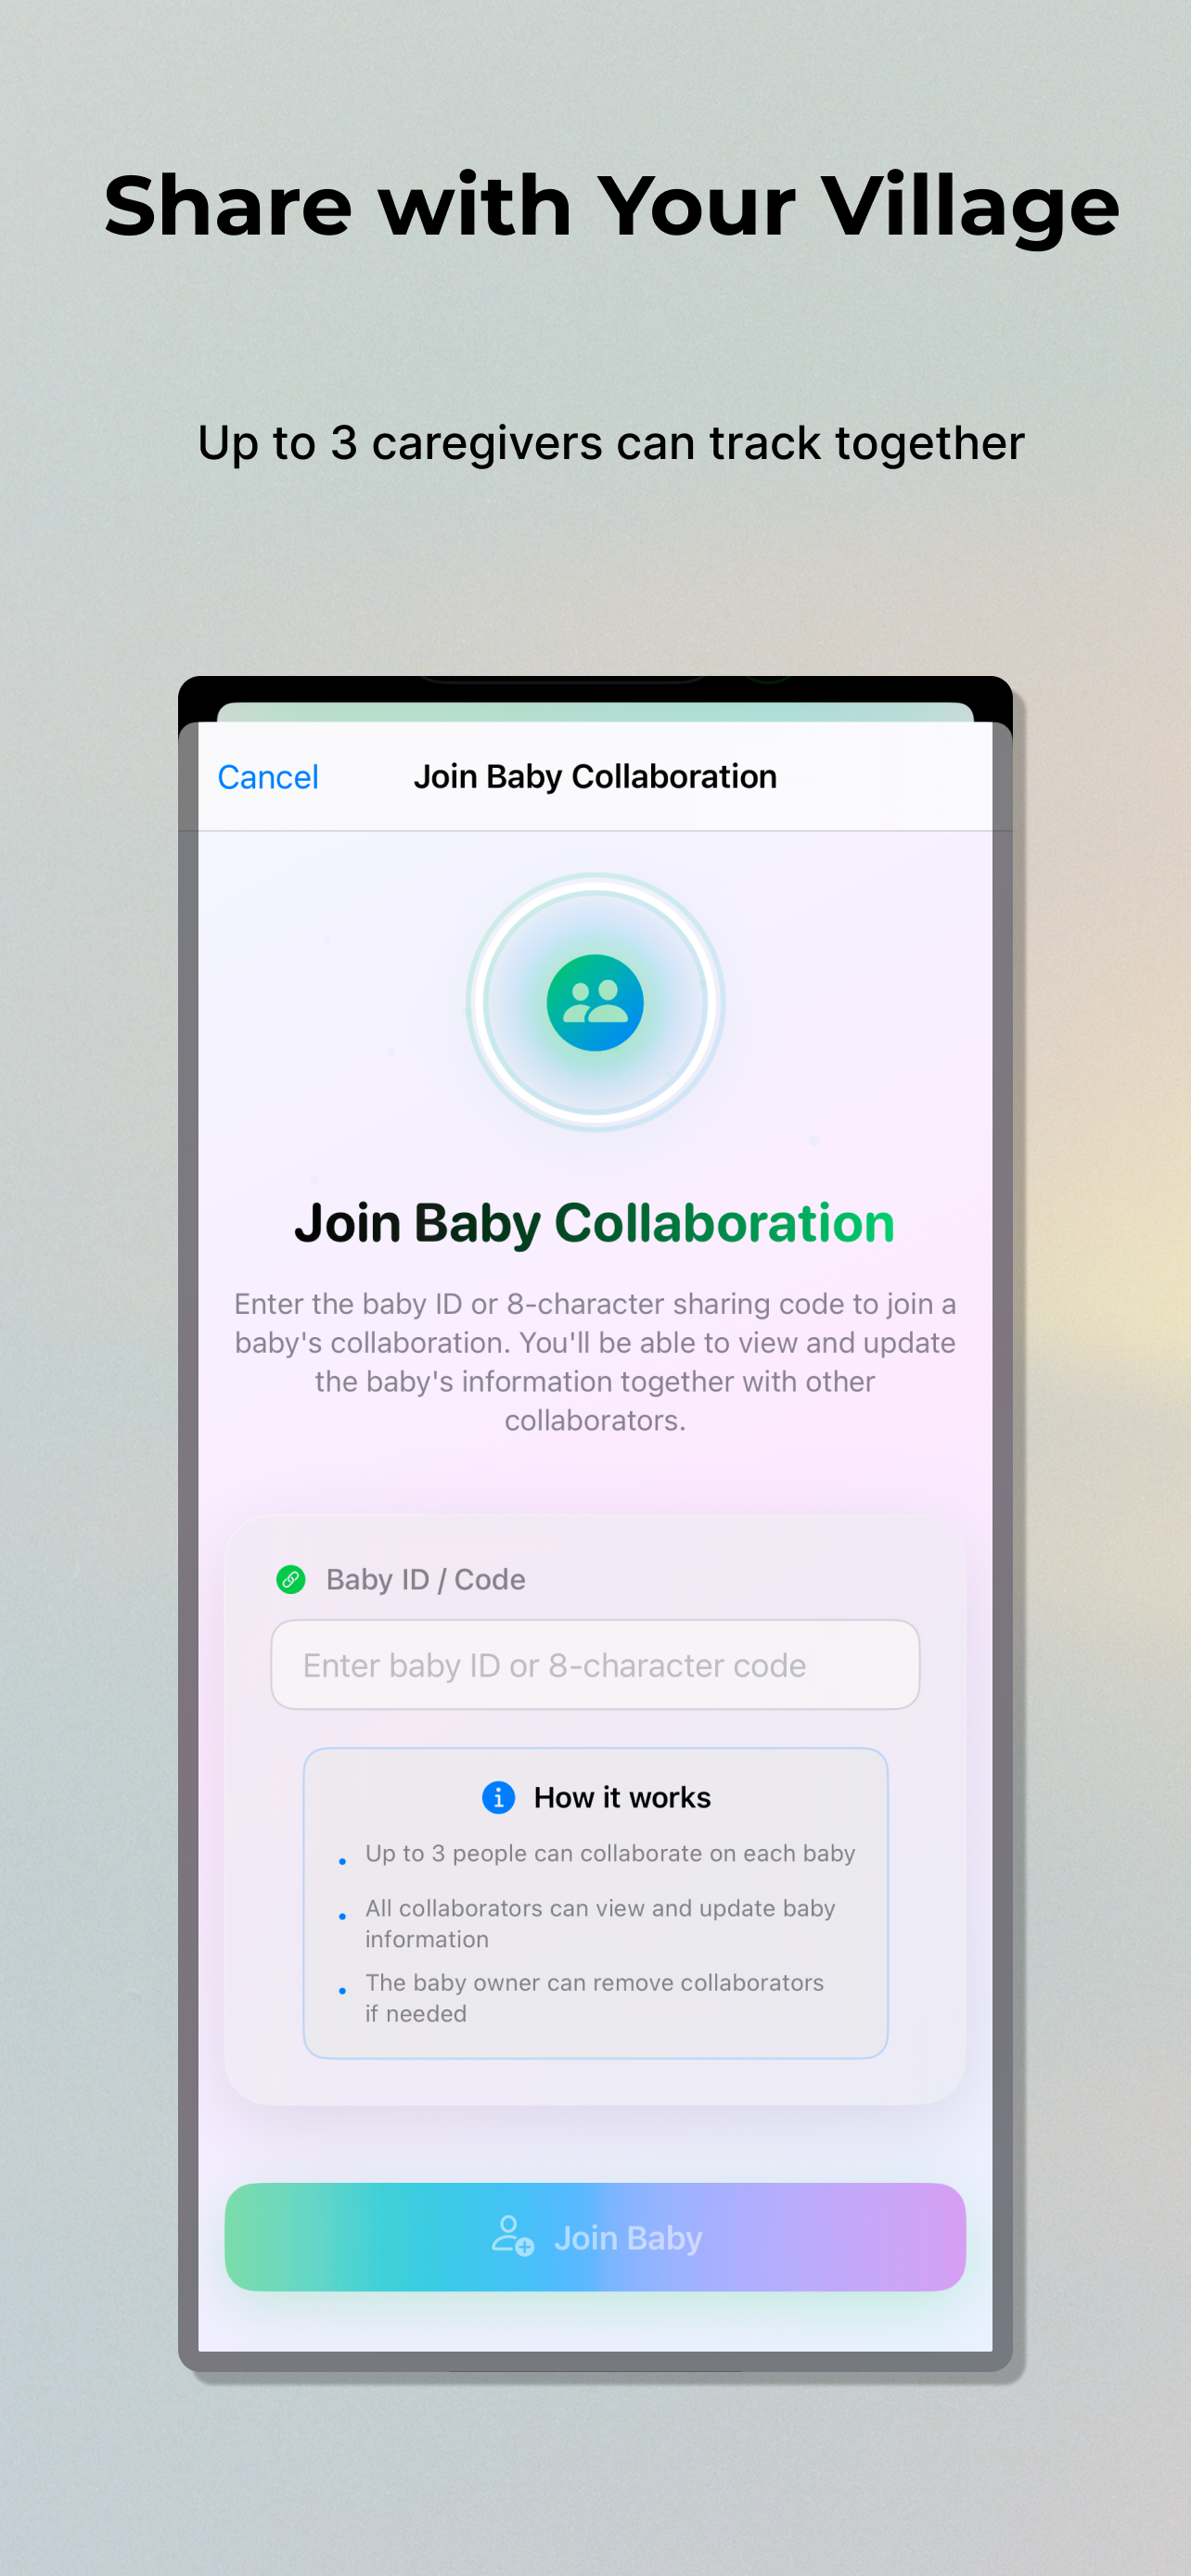 Share with Your Village
Up to 3 caregivers can track together
Cancel
Join Baby Collaboration
Join Baby Collaboration
Enter the baby ID or 8-character sharing code to join a
baby's collaboration. You'll be able to view and update
the baby's information together with other
collaborators.
Baby ID / Code
Enter baby ID or 8-character code
How it works
• Up to 3 people can collaborate on each baby
• All collaborators can view and update baby
information
• The baby owner can remove collaborators
if needed
Join Baby